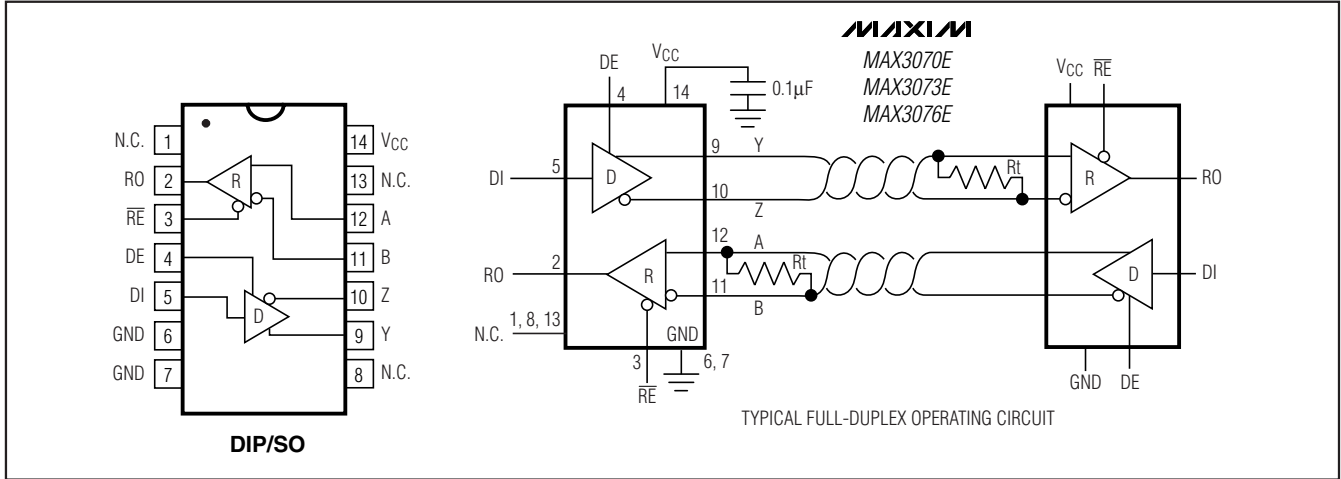 MAXIM
MAX3070E
MAX3073E
MAX3076E
N.C. 1
RO 2
R̅E̅ 3
DE 4
DI 5
GND 6
GND 7
14 VCC
13 N.C.
12 A
11 B
10 Z
9 Y
8 N.C.
R
D
DIP/SO
DE
4
VCC
14
0.1µF
DI
5
D
9 Y
10
Z
Rt
12 A
Rt
11
B
RO
2
R
N.C. 1, 8, 13
3
R̅E̅
GND
6, 7
VCC R̅E̅
R
RO
D
DI
GND DE
TYPICAL FULL-DUPLEX OPERATING CIRCUIT